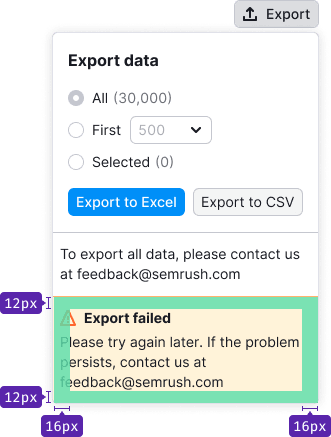 Export
Export data
All (30,000)
First 500
Selected (0)
Export to Excel Export to CSV
To export all data, please contact us
at feedback@semrush.com
12px
Export failed
Please try again later. If the problem
persists, contact us at
feedback@semrush.com
12px
16px 16px